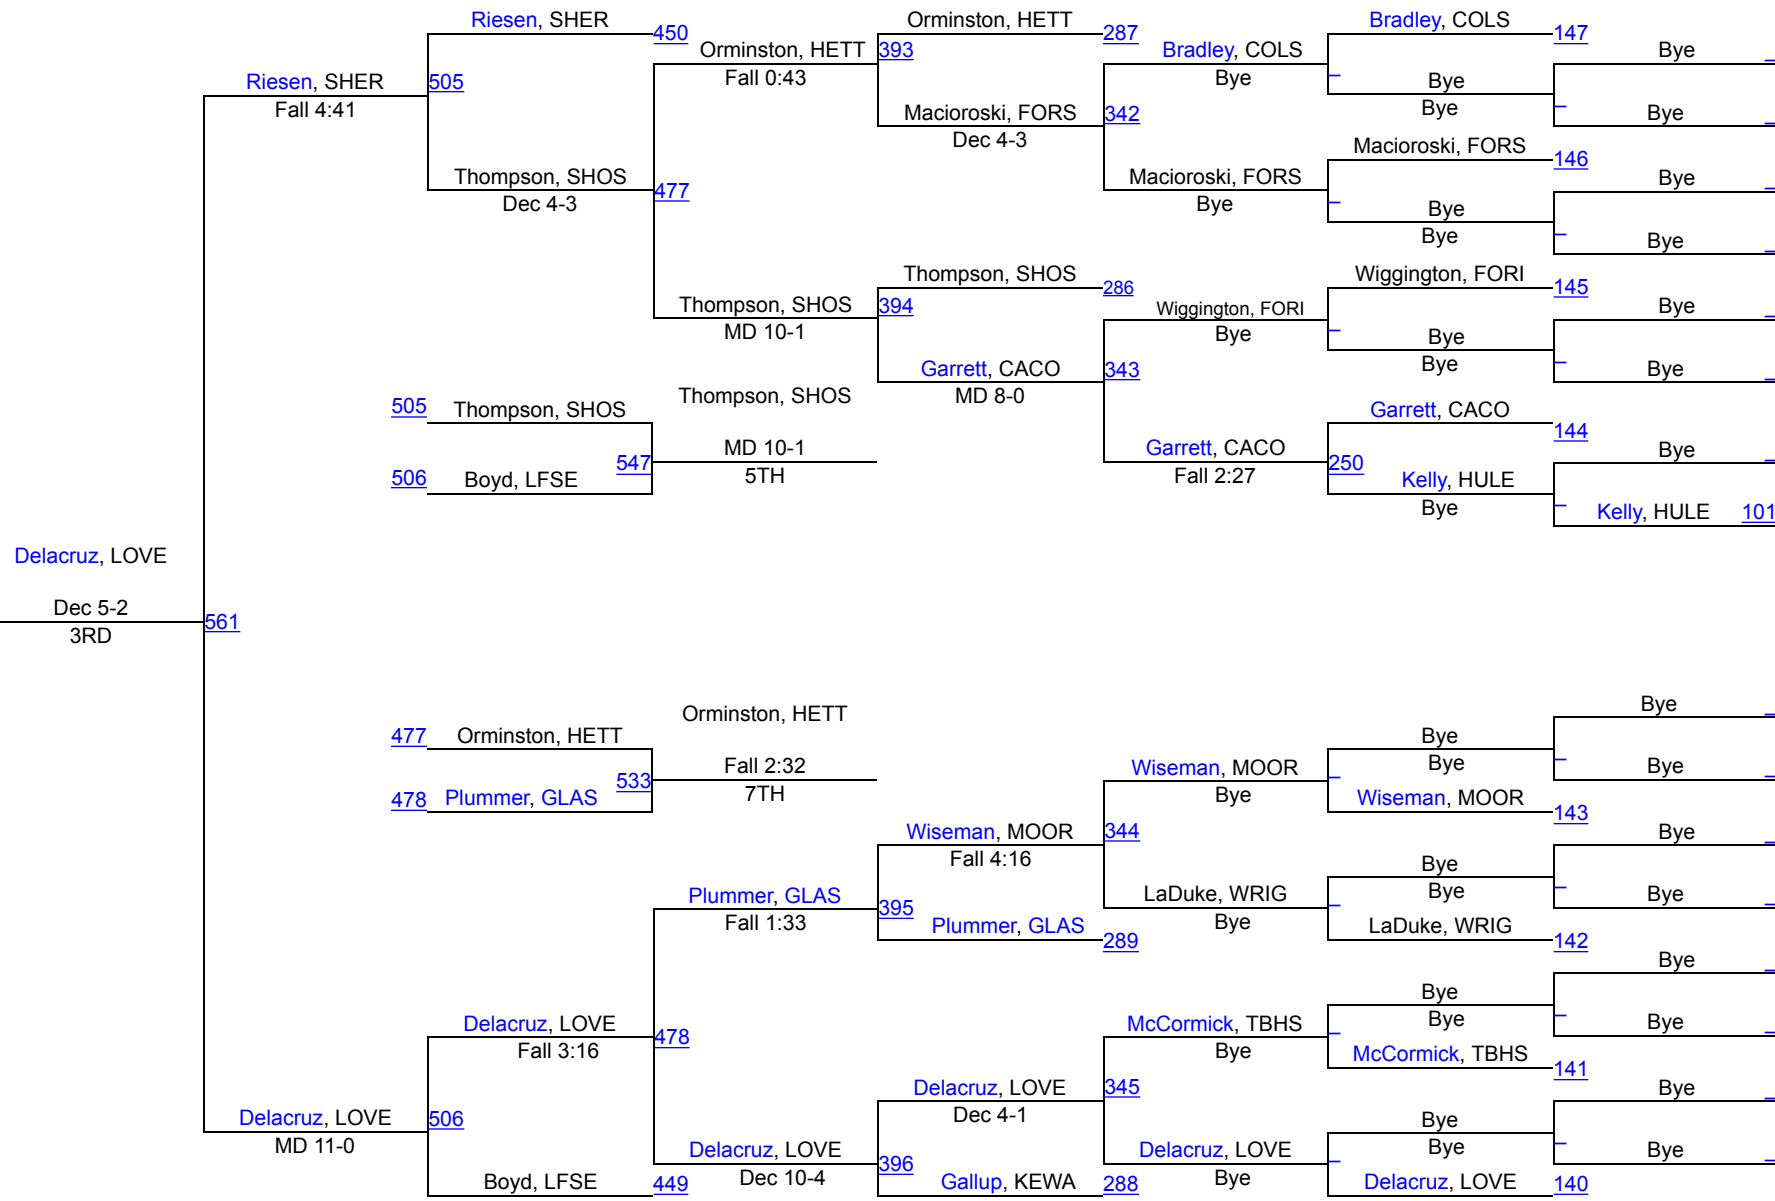 Riesen, SHER
450
Orminston, HETT
287
Bradley, COLS
147
Orminston, HETT
393
Fall 0:43
Bradley, COLS
Bye
Bye
Bye
Bye
Bye
Riesen, SHER
505
Fall 4:41
Macioroski, FORS
342
Dec 4-3
Macioroski, FORS
146
Thompson, SHOS
477
Dec 4-3
Macioroski, FORS
Bye
Bye
Bye
Bye
Bye
Thompson, SHOS
286
Wiggington, FORI
145
Thompson, SHOS
394
MD 10-1
Wiggington, FORI
Bye
Bye
Bye
Bye
Bye
Garrett, CACO
343
MD 8-0
505
Thompson, SHOS
Thompson, SHOS
Garrett, CACO
144
506
Boyd, LFSE
547
MD 10-1
5TH
Garrett, CACO
250
Fall 2:27
Bye
Kelly, HULE
Bye
Kelly, HULE
101
Delacruz, LOVE
Dec 5-2
561
3RD
477
Orminston, HETT
Orminston, HETT
Bye
Bye
Bye
Bye
478
Plummer, GLAS
533
Fall 2:32
7TH
Wiseman, MOOR
Bye
Wiseman, MOOR
143
Wiseman, MOOR
344
Fall 4:16
Bye
Bye
Bye
Bye
Plummer, GLAS
395
Fall 1:33
Plummer, GLAS
289
LaDuke, WRIG
Bye
LaDuke, WRIG
142
Bye
Bye
Bye
Bye
Delacruz, LOVE
478
Fall 3:16
McCormick, TBHS
Bye
McCormick, TBHS
141
Delacruz, LOVE
345
Dec 4-1
Bye
Bye
Bye
Bye
Delacruz, LOVE
506
MD 11-0
Delacruz, LOVE
396
Dec 10-4
Delacruz, LOVE
Bye
Boyd, LFSE
449
Gallup, KEWA
288
Delacruz, LOVE
140